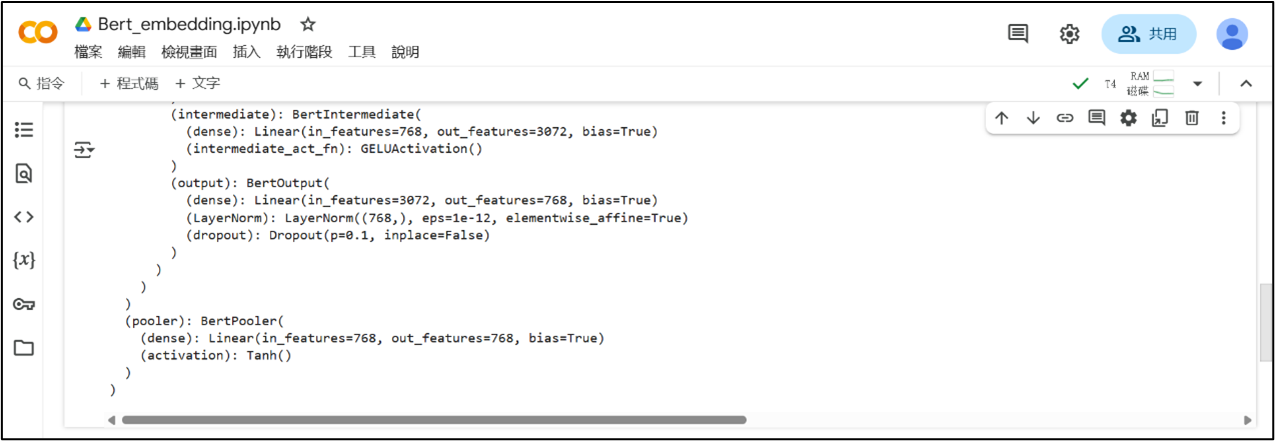 Bert_embedding.ipynb
檔案 編輯 檢視畫面 插入 執行階段 工具 說明
共用
指令 + 程式碼 + 文字
T4 RAM 磁碟
(intermediate): BertIntermediate(
(dense): Linear(in_features=768, out_features=3072, bias=True)
(intermediate_act_fn): GELUActivation()
)
(output): BertOutput(
(dense): Linear(in_features=3072, out_features=768, bias=True)
(LayerNorm): LayerNorm((768,), eps=1e-12, elementwise_affine=True)
(dropout): Dropout(p=0.1, inplace=False)
)
)
)
)
(pooler): BertPooler(
(dense): Linear(in_features=768, out_features=768, bias=True)
(activation): Tanh()
)
)